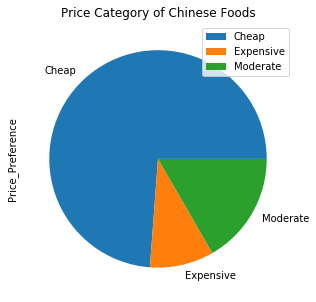 Price Category of Chinese Foods
Cheap
Expensive
Moderate
Cheap
Price_Preference
Moderate
Expensive